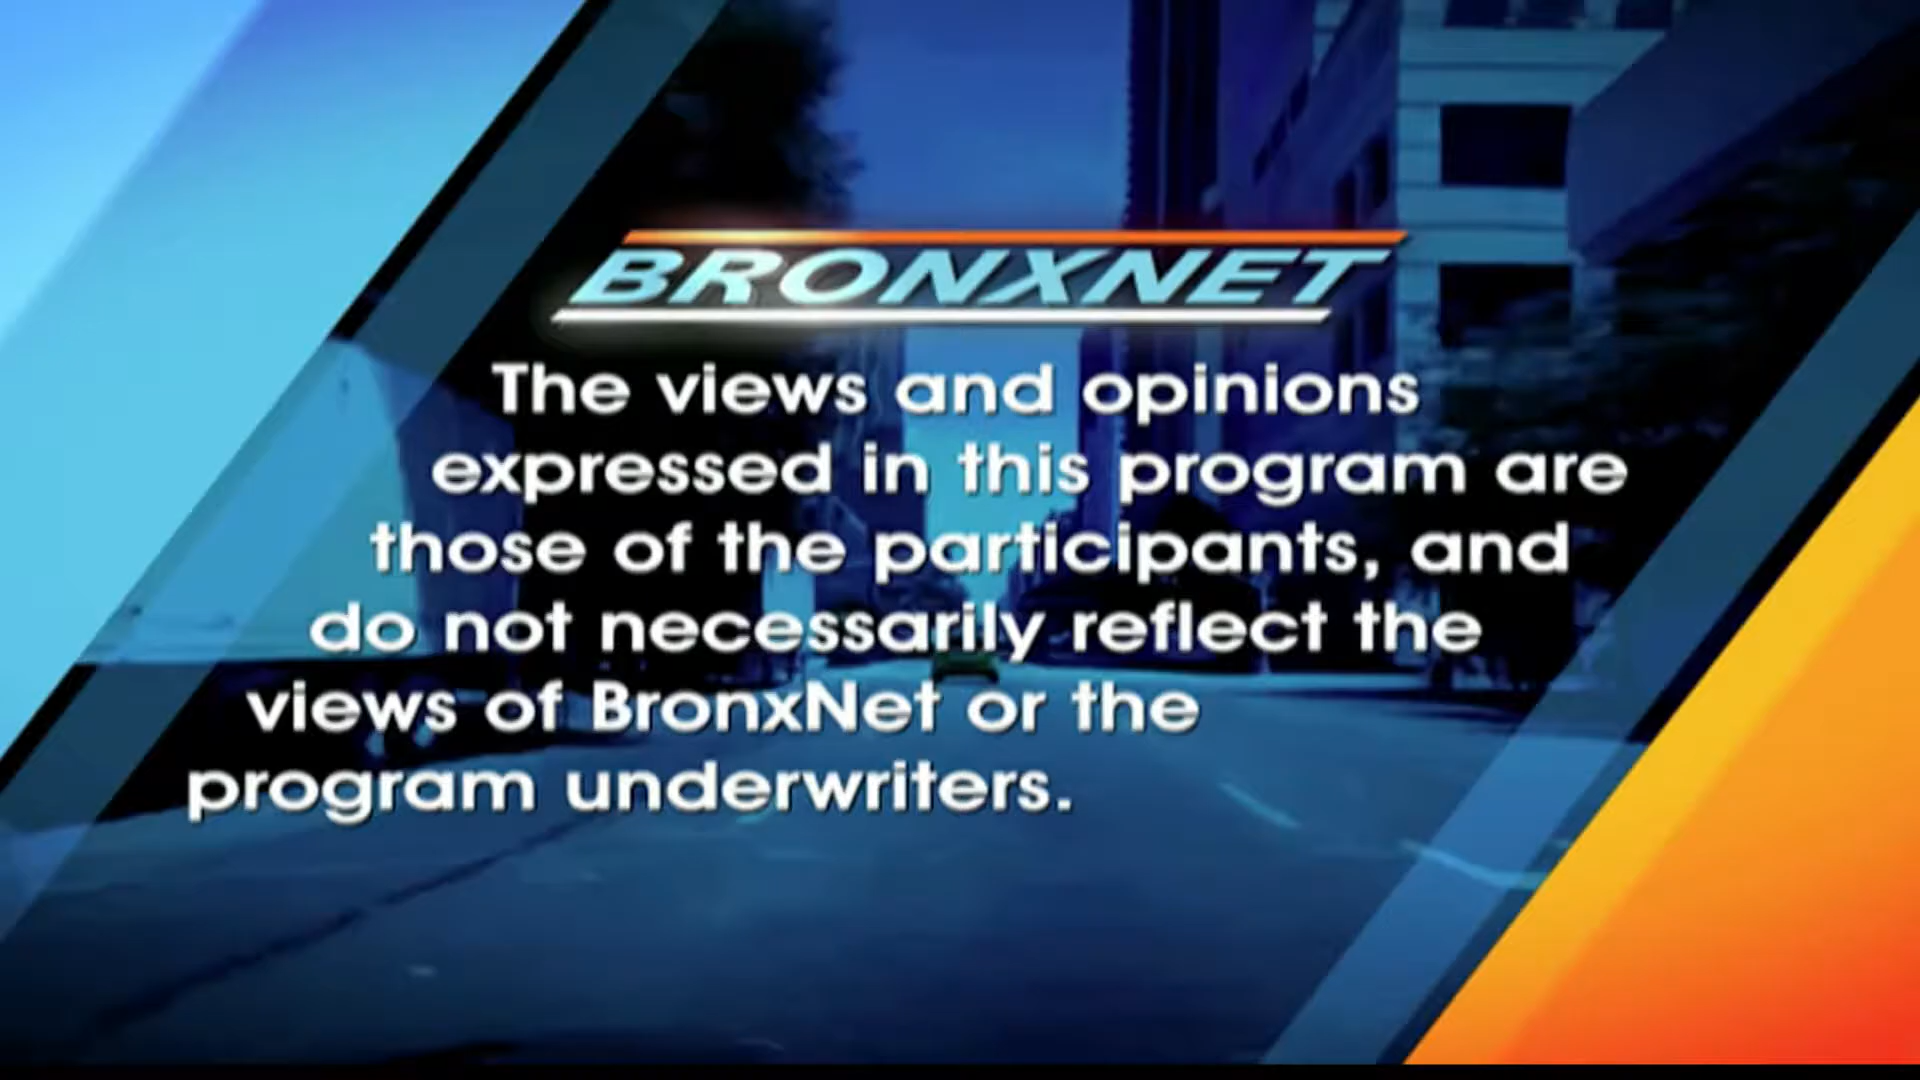 BRONXNET
The views and opinions
expressed in this program are
those of the participants, and
do not necessarily reflect the
views of BronxNet or the
program underwriters.